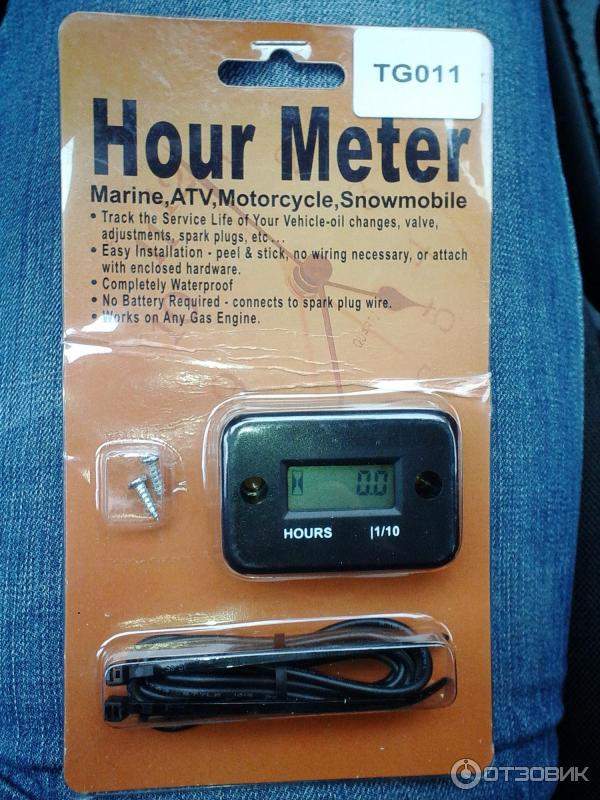 TG011
Hour Meter
Marine,ATV,Motorcycle,Snowmobile
• Track the Service Life of Your Vehicle-oil changes, valve,
adjustments, spark plugs, etc....
• Easy Installation - peel & stick, no wiring necessary, or attach
with enclosed hardware.
• Completely Waterproof
• No Battery Required - connects to spark plug wire.
• Works on Any Gas Engine.
0.0
HOURS |1/10
ОТЗОВИК